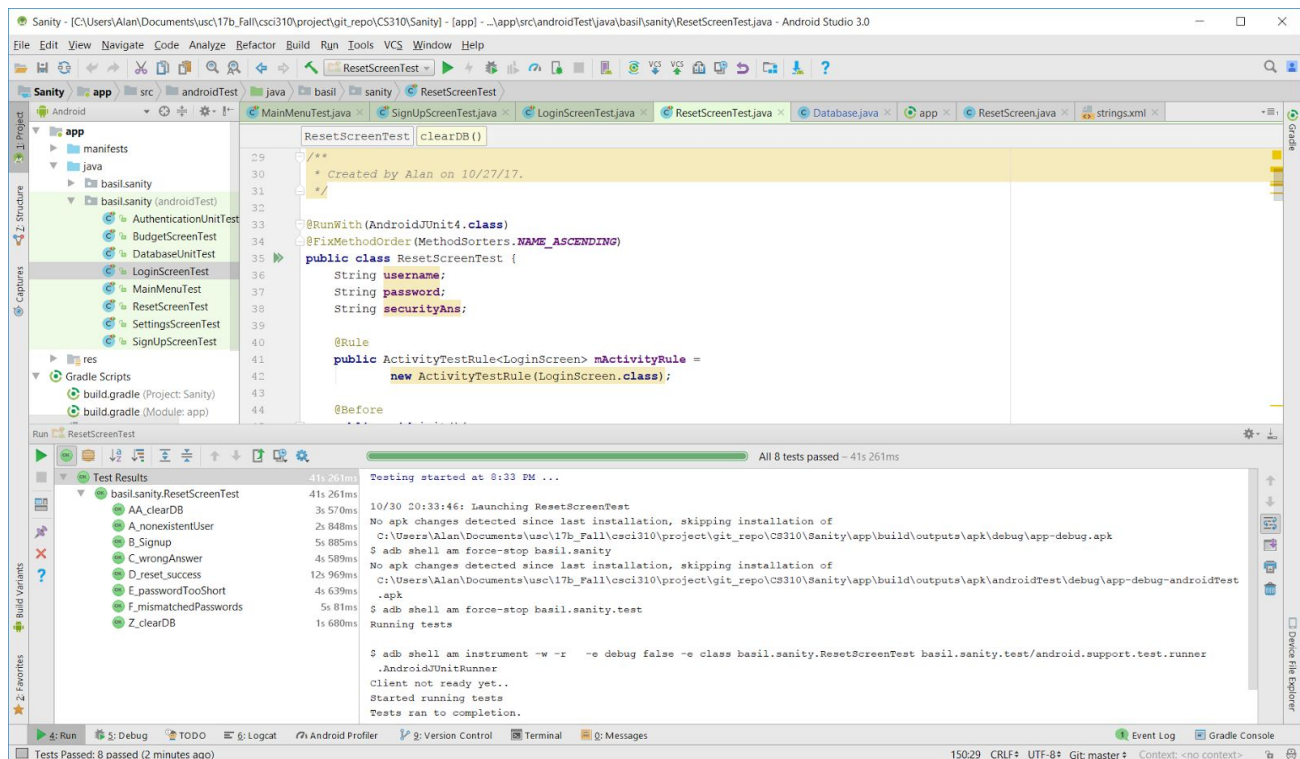 Sanity - [C:\Users\Alan\Documents\usc\17b_Fall\csci310\project\git_repo\CS310\Sanity] - [app] - ...\app\src\androidTest\java\basil\sanity\ResetScreenTest.java - Android Studio 3.0
File Edit View Navigate Code Analyze Refactor Build Run Tools VCS Window Help
ResetScreenTest
Sanity app src androidTest java basil sanity ResetScreenTest
Android
MainMenuTest.java SignUpScreenTest.java LoginScreenTest.java ResetScreenTest.java Database.java app ResetScreen.java strings.xml
ResetScreenTest clearDB()
1: Project
Z: Structure
Captures
Build Variants
2: Favorites
Gradle
Device File Explorer
app
manifests
java
basil.sanity
basil.sanity (androidTest)
AuthenticationUnitTest
BudgetScreenTest
DatabaseUnitTest
LoginScreenTest
MainMenuTest
ResetScreenTest
SettingsScreenTest
SignUpScreenTest
res
Gradle Scripts
build.gradle (Project: Sanity)
build.gradle (Module: app)
29 /**
30 * Created by Alan on 10/27/17.
31 */
32
33 @RunWith(AndroidJUnit4.class)
34 @FixMethodOrder(MethodSorters.NAME_ASCENDING)
35 public class ResetScreenTest {
36 String username;
37 String password;
38 String securityAns;
39
40 @Rule
41 public ActivityTestRule<LoginScreen> mActivityRule =
42 new ActivityTestRule(LoginScreen.class);
43
44 @Before
Run ResetScreenTest
All 8 tests passed – 41s 261ms
Test Results 41s 261ms
basil.sanity.ResetScreenTest 41s 261ms
AA_clearDB 3s 570ms
A_nonexistentUser 2s 848ms
B_Signup 5s 885ms
C_wrongAnswer 4s 589ms
D_reset_success 12s 969ms
E_passwordTooShort 4s 639ms
F_mismatchedPasswords 5s 81ms
Z_clearDB 1s 680ms
Testing started at 8:33 PM ...
10/30 20:33:46: Launching ResetScreenTest
No apk changes detected since last installation, skipping installation of
C:\Users\Alan\Documents\usc\17b_Fall\csci310\project\git_repo\CS310\Sanity\app\build\outputs\apk\debug\app-debug.apk
$ adb shell am force-stop basil.sanity
No apk changes detected since last installation, skipping installation of
C:\Users\Alan\Documents\usc\17b_Fall\csci310\project\git_repo\CS310\Sanity\app\build\outputs\apk\androidTest\debug\app-debug-androidTest
.apk
$ adb shell am force-stop basil.sanity.test
Running tests
$ adb shell am instrument -w -r -e debug false -e class basil.sanity.ResetScreenTest basil.sanity.test/android.support.test.runner
.AndroidJUnitRunner
Client not ready yet..
Started running tests
Tests ran to completion.
4: Run 5: Debug TODO 6: Logcat Android Profiler 9: Version Control Terminal 0: Messages 1 Event Log Gradle Console
Tests Passed: 8 passed (2 minutes ago) 150:29 CRLF UTF-8 Git: master Context: <no context>